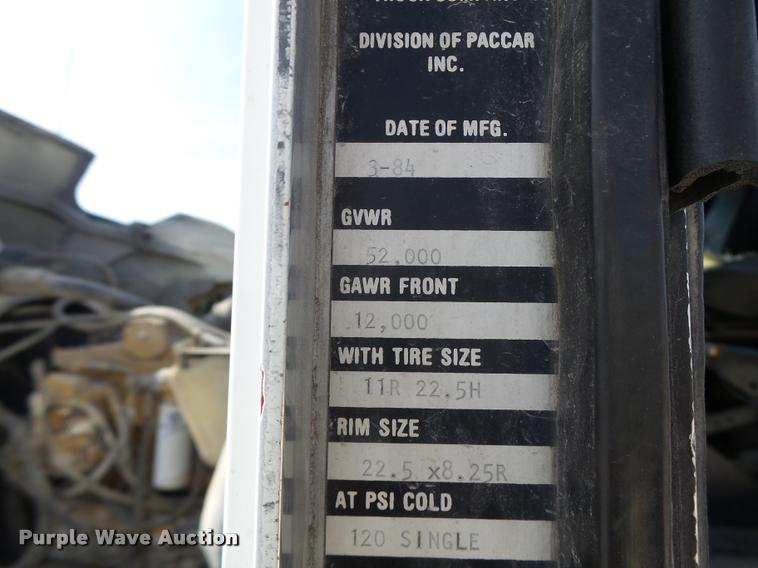 DIVISION OF PACCAR
INC.
DATE OF MFG.
3-84
GVWR
52,000
GAWR FRONT
12,000
WITH TIRE SIZE
11R 22.5H
RIM SIZE
22.5 x8.25R
AT PSI COLD
120 SINGLE
Purple Wave Auction